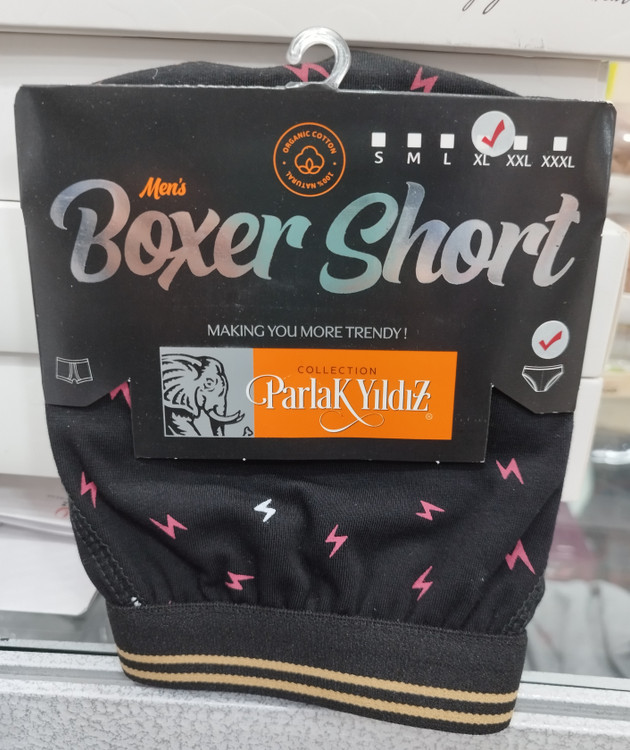 ORGANIC COTTON
100% NATURAL
S M L XL XXL XXXL
Men's
Boxer Short
MAKING YOU MORE TRENDY!
COLLECTION
ParlaK YıldıZ
®